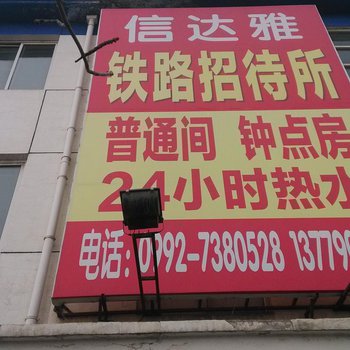 信达雅
铁路招待所
普通间 钟点房
24小时热水
电话:0992-7380528 13779